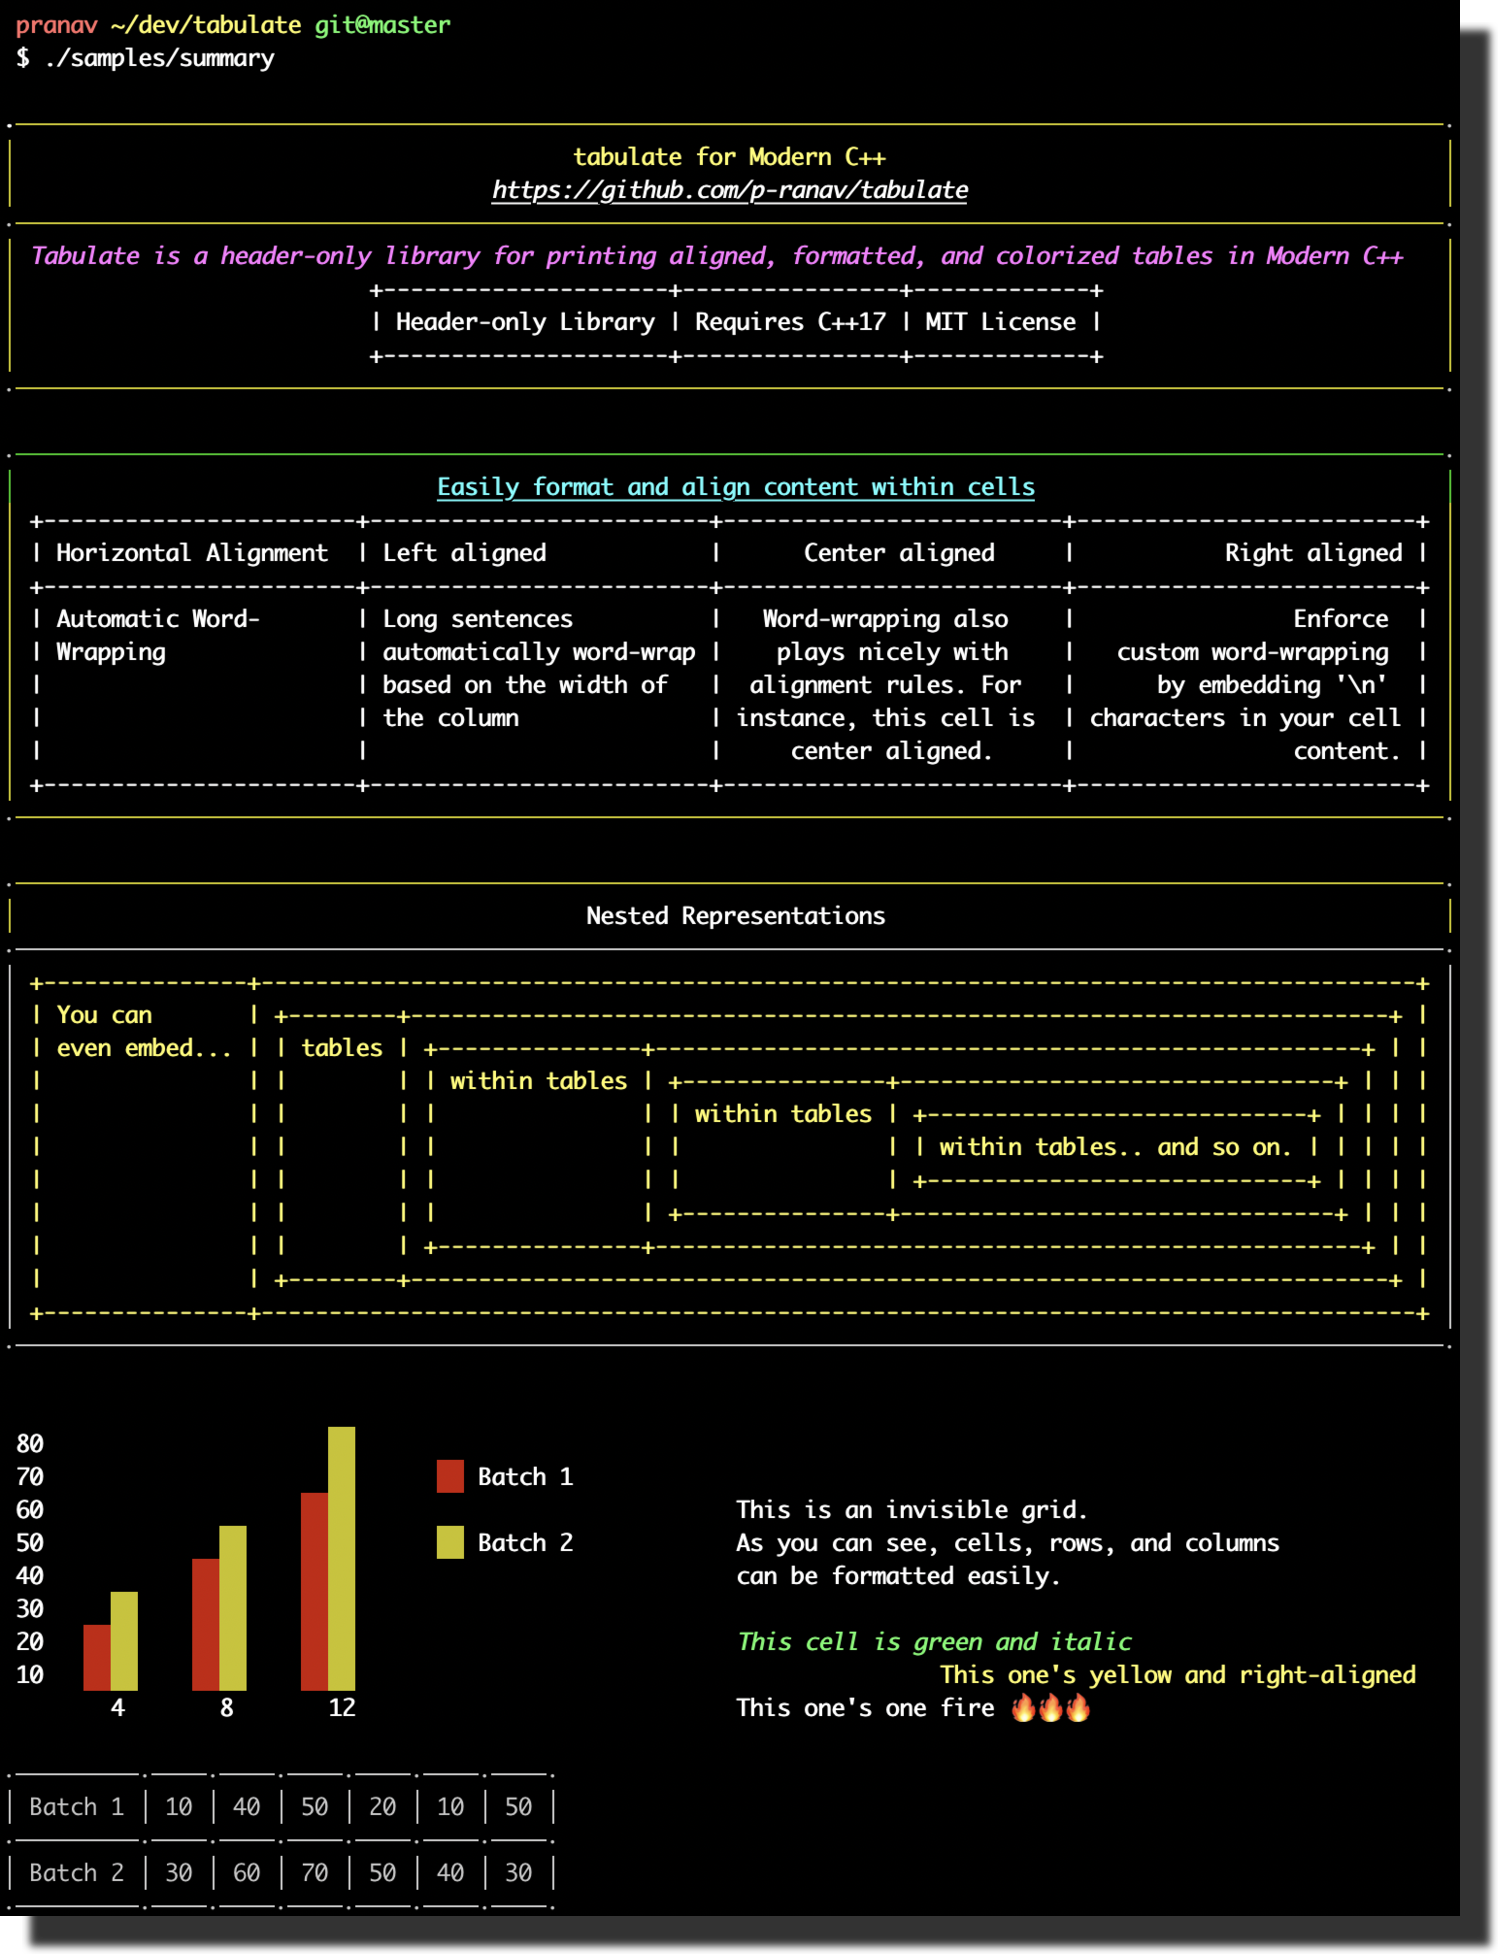 pranav ~/dev/tabulate git@master
$ ./samples/summary
tabulate for Modern C++
https://github.com/p-ranav/tabulate
Tabulate is a header-only library for printing aligned, formatted, and colorized tables in Modern C++
Header-only Library | Requires C++17 | MIT License
Easily format and align content within cells
Horizontal Alignment | Left aligned | Center aligned | Right aligned
Automatic Word- | Long sentences | Word-wrapping also | Enforce
Wrapping | automatically word-wrap | plays nicely with | custom word-wrapping
based on the width of | alignment rules. For | by embedding '\n'
the column | instance, this cell is | characters in your cell
center aligned. | content.
Nested Representations
You can
even embed... | tables
within tables
within tables
within tables.. and so on.
80
70 Batch 1
60 This is an invisible grid.
50 Batch 2 As you can see, cells, rows, and columns
40 can be formatted easily.
30
20 This cell is green and italic
10 This one's yellow and right-aligned
4 8 12 This one's one fire 🔥🔥🔥
Batch 1 | 10 | 40 | 50 | 20 | 10 | 50
Batch 2 | 30 | 60 | 70 | 50 | 40 | 30